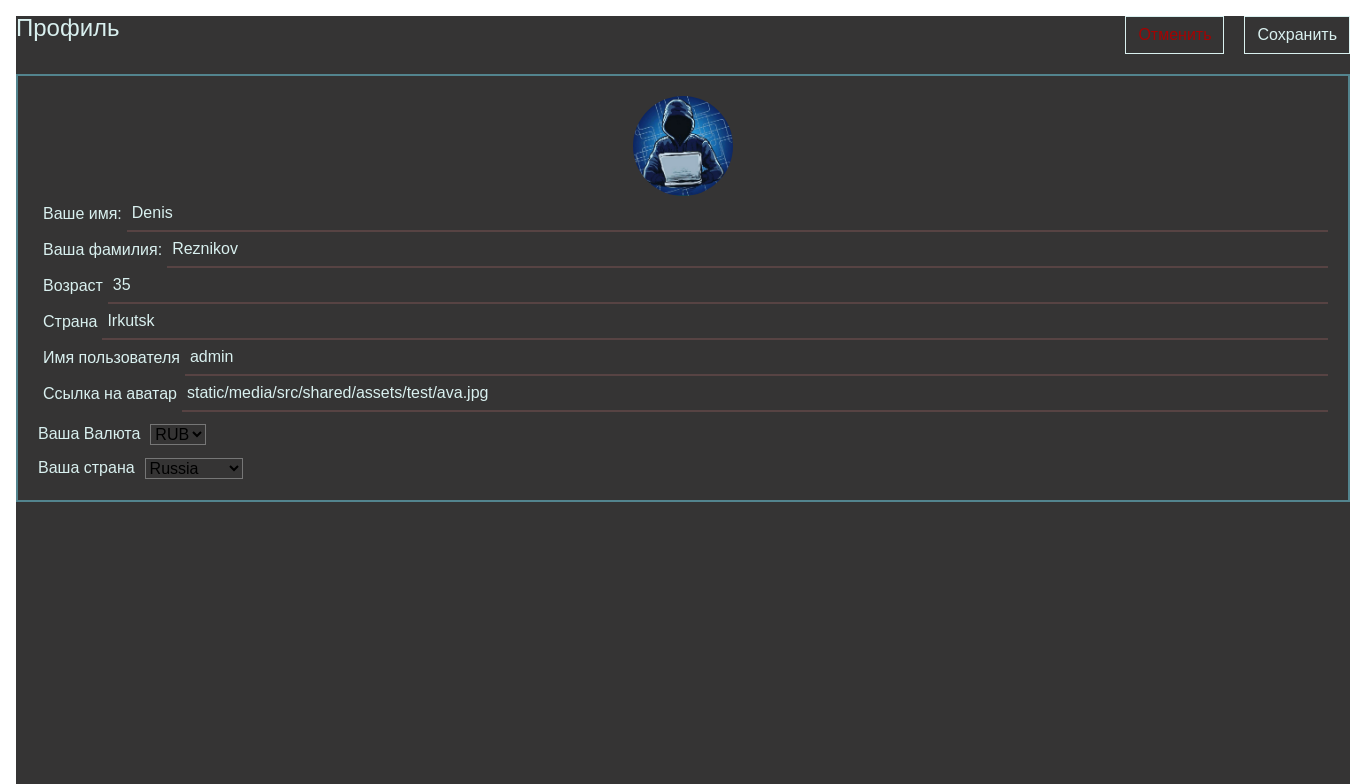 Профиль
Отменить
Сохранить
Ваше имя: Denis
Ваша фамилия: Reznikov
Возраст 35
Страна Irkutsk
Имя пользователя admin
Ссылка на аватар static/media/src/shared/assets/test/ava.jpg
Ваша Валюта RUB
Ваша страна Russia